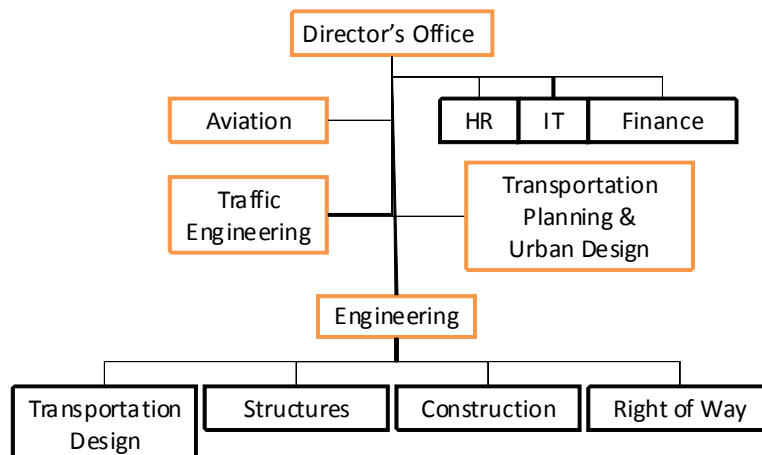 Director’s Office
HR
IT
Finance
Aviation
Traffic
Engineering
Transportation
Planning &
Urban Design
Engineering
Transportation
Design
Structures
Construction
Right of Way